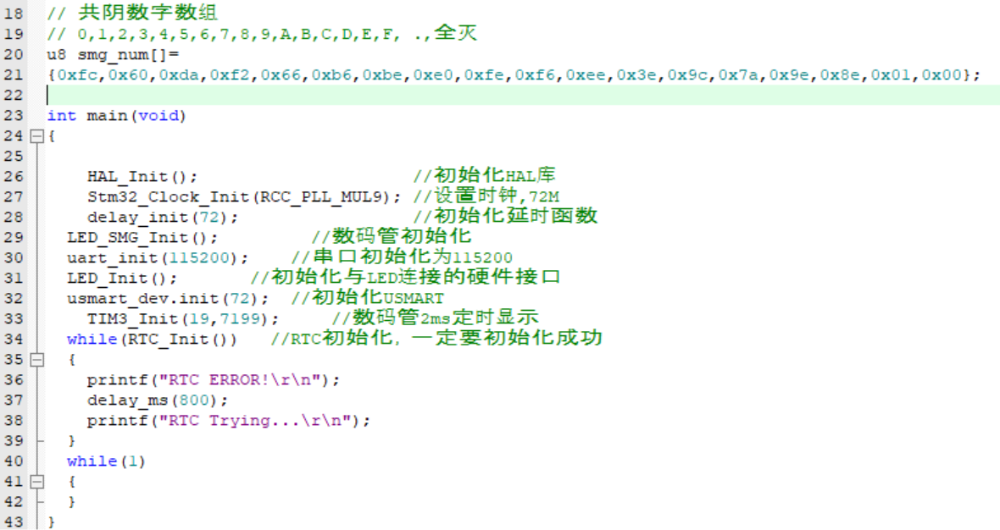 18 // 共阴数字数组
19 // 0,1,2,3,4,5,6,7,8,9,A,B,C,D,E,F, .,全灭
20 u8 smg_num[]=
21 {0xfc,0x60,0xda,0xf2,0x66,0xb6,0xbe,0xe0,0xfe,0xf6,0xee,0x3e,0x9c,0x7a,0x9e,0x8e,0x01,0x00};
22
23 int main(void)
24 {
25
26 HAL_Init(); //初始化HAL库
27 Stm32_Clock_Init(RCC_PLL_MUL9); //设置时钟,72M
28 delay_init(72); //初始化延时函数
29 LED_SMG_Init(); //数码管初始化
30 uart_init(115200); //串口初始化为115200
31 LED_Init(); //初始化与LED连接的硬件接口
32 usmart_dev.init(72); //初始化USMART
33 TIM3_Init(19,7199); //数码管2ms定时显示
34 while(RTC_Init()) //RTC初始化, 一定要初始化成功
35 {
36 printf("RTC ERROR!\r\n");
37 delay_ms(800);
38 printf("RTC Trying...\r\n");
39 }
40 while(1)
41 {
42 }
43 }